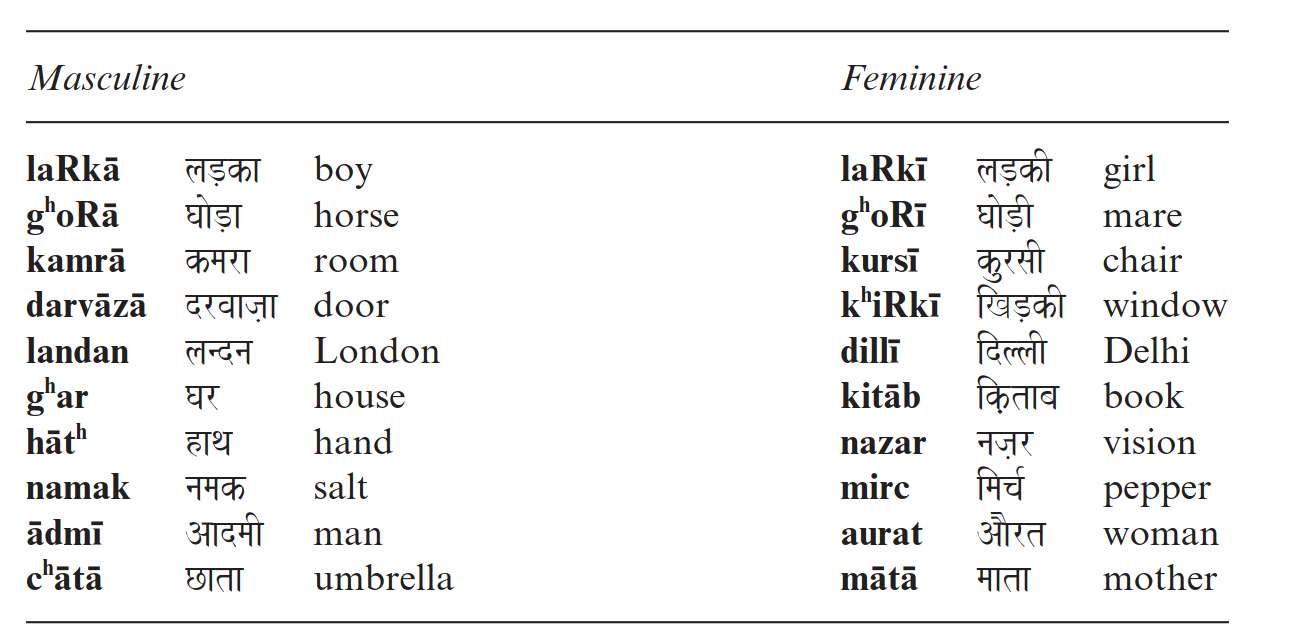 Masculine Feminine
laRkā लड़का boy laRkī लड़की girl
gʰoRā घोड़ा horse gʰoRī घोड़ी mare
kamrā कमरा room kursī कुरसी chair
darvāzā दरवाज़ा door kʰiRkī खिड़की window
landan लन्दन London dillī दिल्ली Delhi
gʰar घर house kitāb क़िताब book
hātʰ हाथ hand nazar नज़र vision
namak नमक salt mirc मिर्च pepper
ādmī आदमी man aurat औरत woman
cʰātā छाता umbrella mātā माता mother